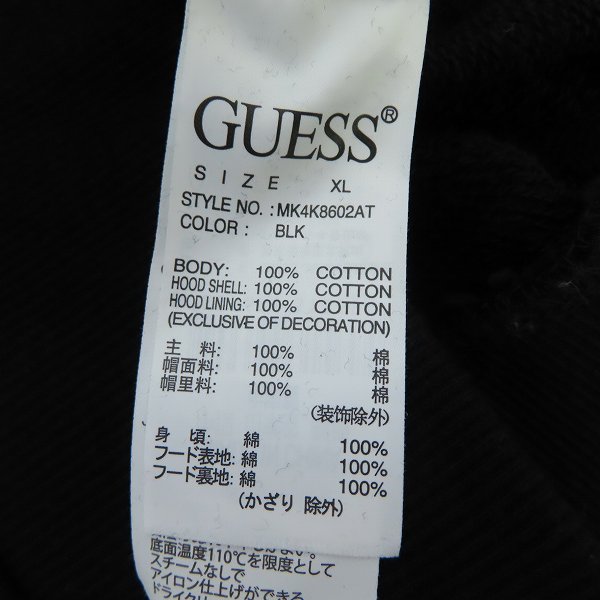 GUESS®
SIZE XL
STYLE NO.: MK4K8602AT
COLOR: BLK
BODY: 100% COTTON
HOOD SHELL: 100% COTTON
HOOD LINING: 100% COTTON
(EXCLUSIVE OF DECORATION)
主 料: 100% 棉
帽面料: 100% 棉
帽里料: 100% 棉
(装饰除外)
身 頃: 綿 100%
フード表地: 綿 100%
フード裏地: 綿 100%
(かざり 除外)
底面温度110℃を限度として
スチームなしで
アイロン仕上げができる